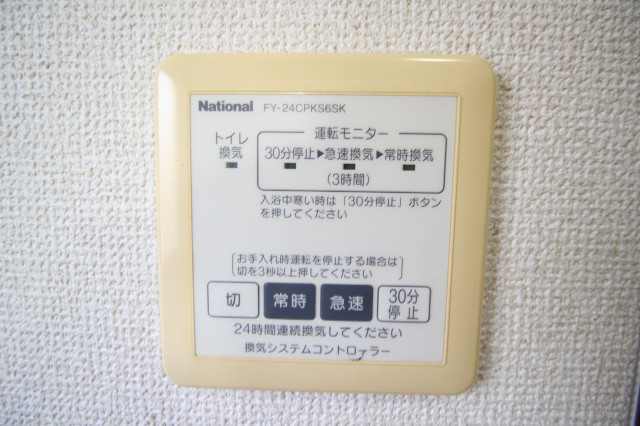 National FY-24CPKS6SK
トイレ
換気
運転モニター
30分停止▶急速換気▶常時換気
(3時間)
入浴中寒い時は「30分停止」ボタン
を押してください
お手入れ時運転を停止する場合は
切を3秒以上押してください
切 常時 急速 30分
停止
24時間連続換気してください
換気システムコントローラー